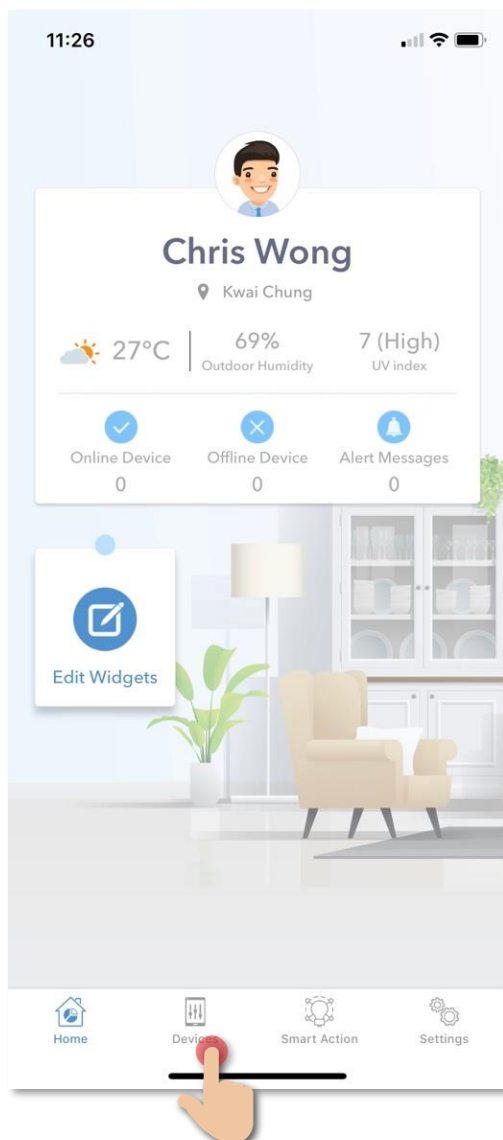 11:26
Chris Wong
Kwai Chung
27°C
69%
Outdoor Humidity
7 (High)
UV index
Online Device
0
Offline Device
0
Alert Messages
0
Edit Widgets
Home
Devices
Smart Action
Settings